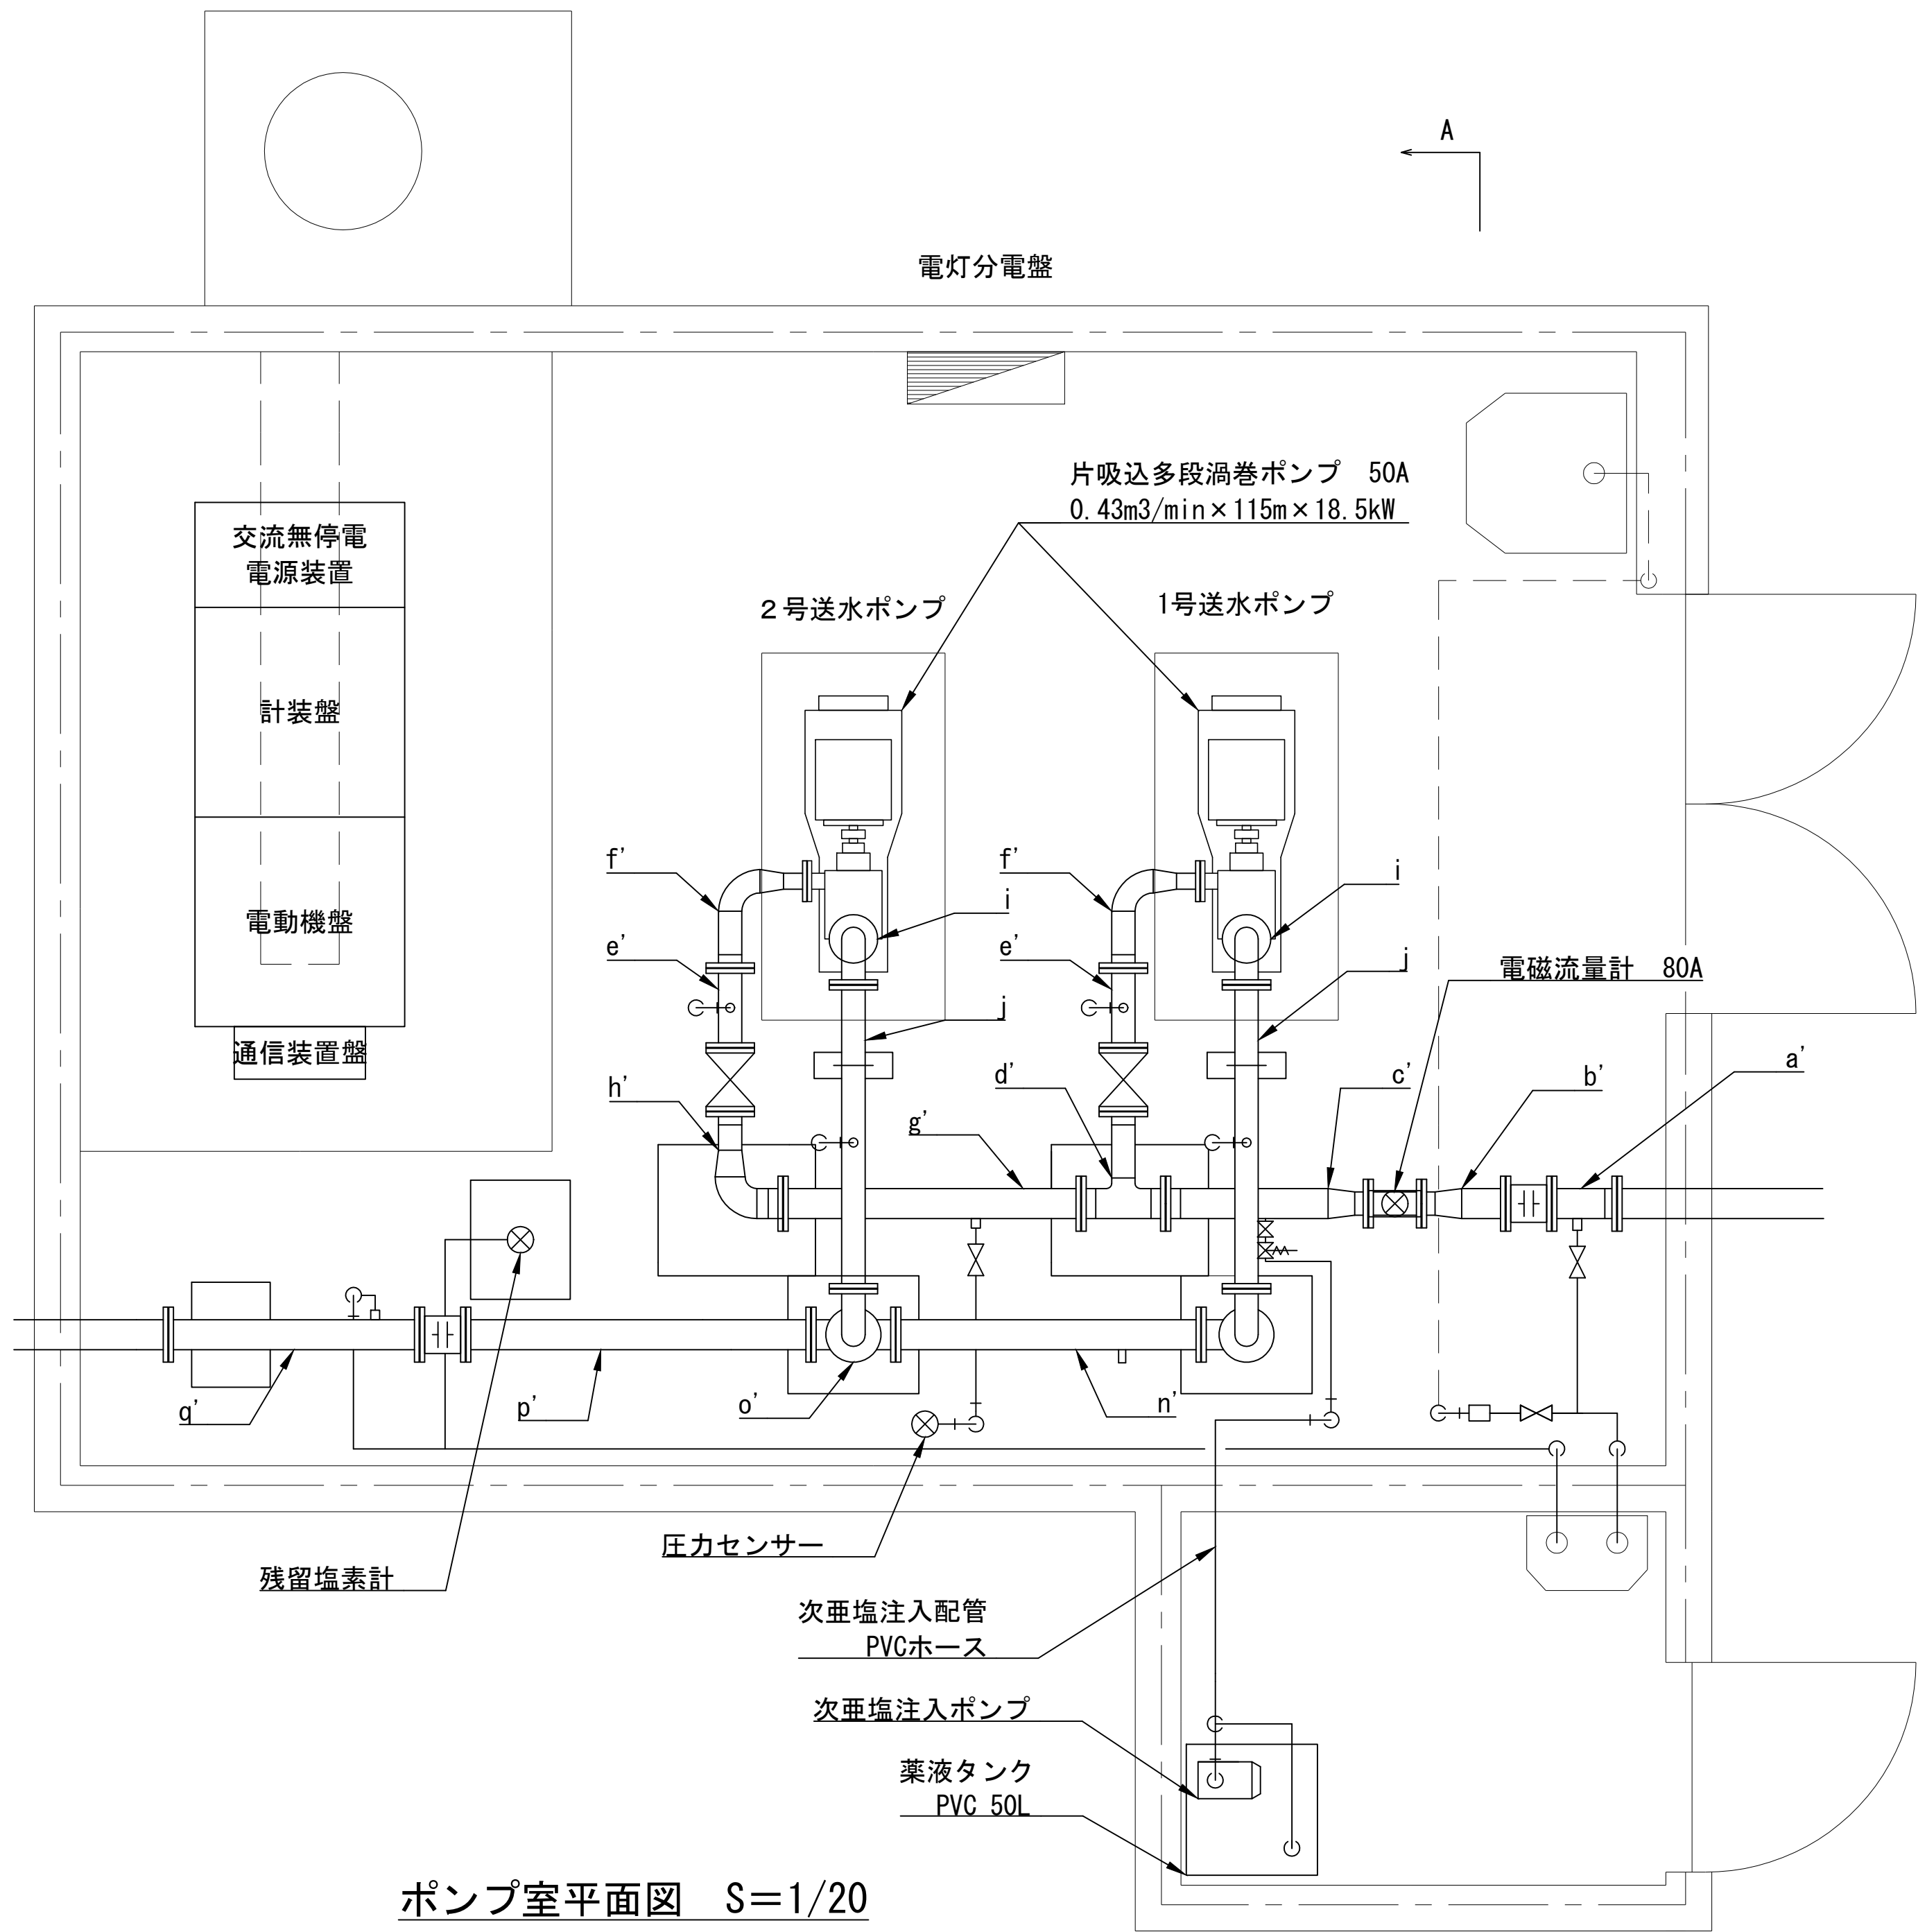 A
電灯分電盤
片吸込多段渦巻ポンプ　50A
0.43m3/min×115m×18.5kW
交流無停電
電源装置
２号送水ポンプ
1号送水ポンプ
計装盤
f'
f'
i
i
電動機盤
e'
e'
j
電磁流量計　80A
j
通信装置盤
h'
d'
c'
b'
a'
g'
q'
p'
o'
n'
圧力センサー
残留塩素計
次亜塩注入配管
PVCホース
次亜塩注入ポンプ
薬液タンク
PVC 50L
ポンプ室平面図　S＝1/20